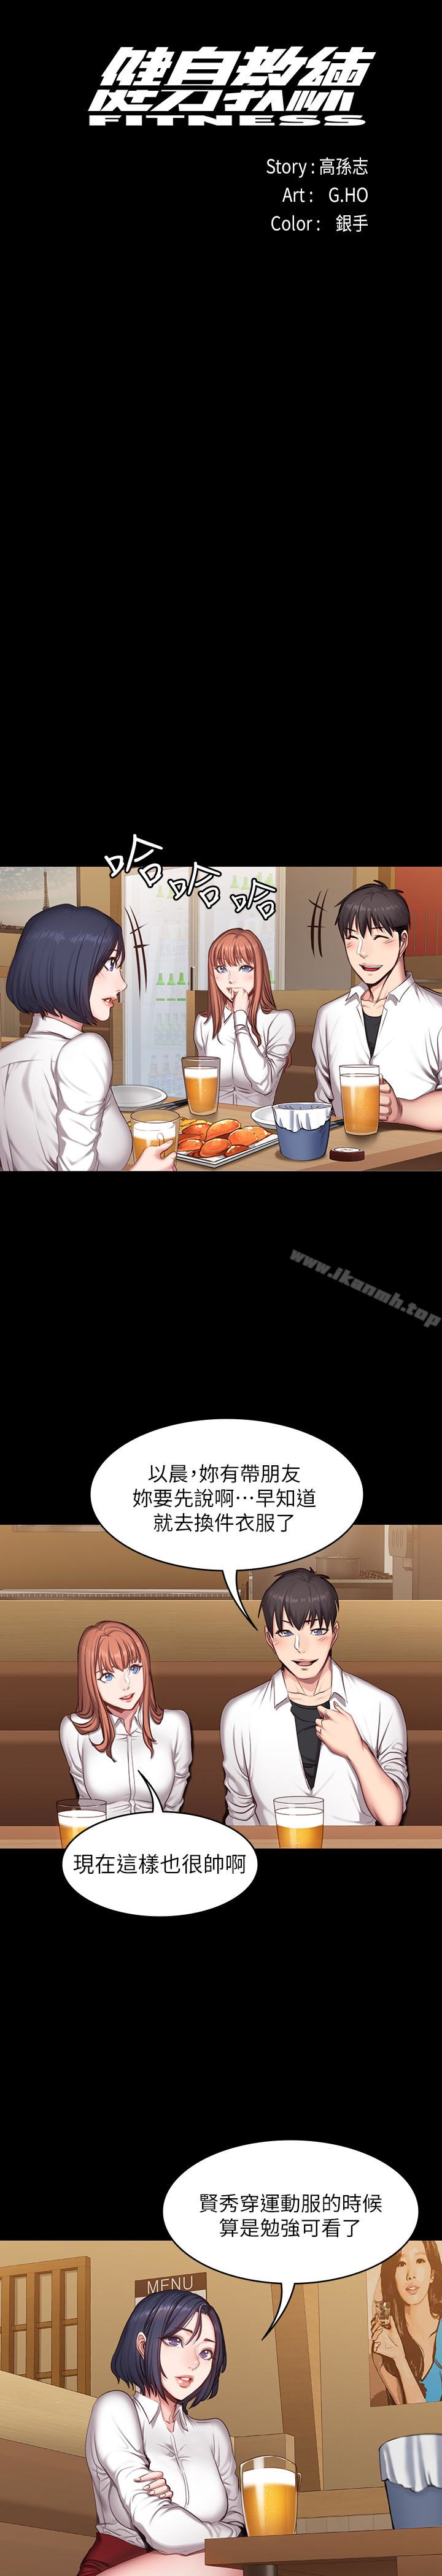 健身教練
FITNESS
Story : 高孫志
Art : G.HO
Color : 銀手
哈哈哈
www.ikanmh.top
以晨，妳有帶朋友
妳要先說啊⋯早知道
就去換件衣服了
現在這樣也很帥啊
賢秀穿運動服的時候
算是勉強可看了
MENU